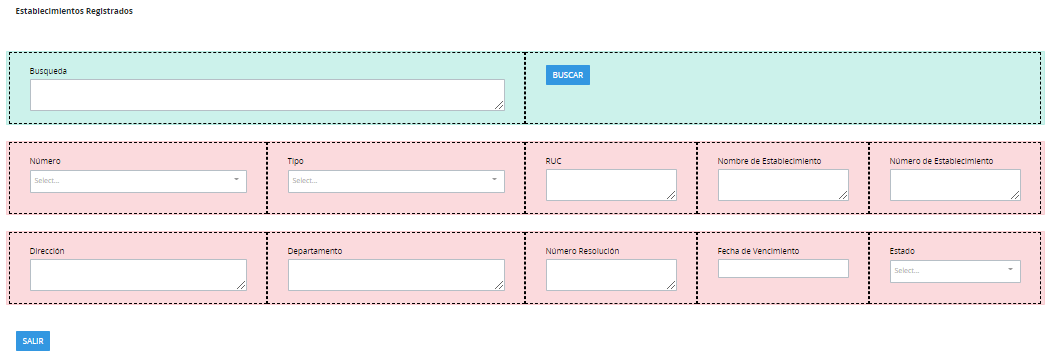 Establecimientos Registrados
Busqueda
BUSCAR
Número Tipo RUC Nombre de Establecimiento Número de Establecimiento
Select... Select...
Dirección Departamento Número Resolución Fecha de Vencimiento Estado
Select...
SALIR